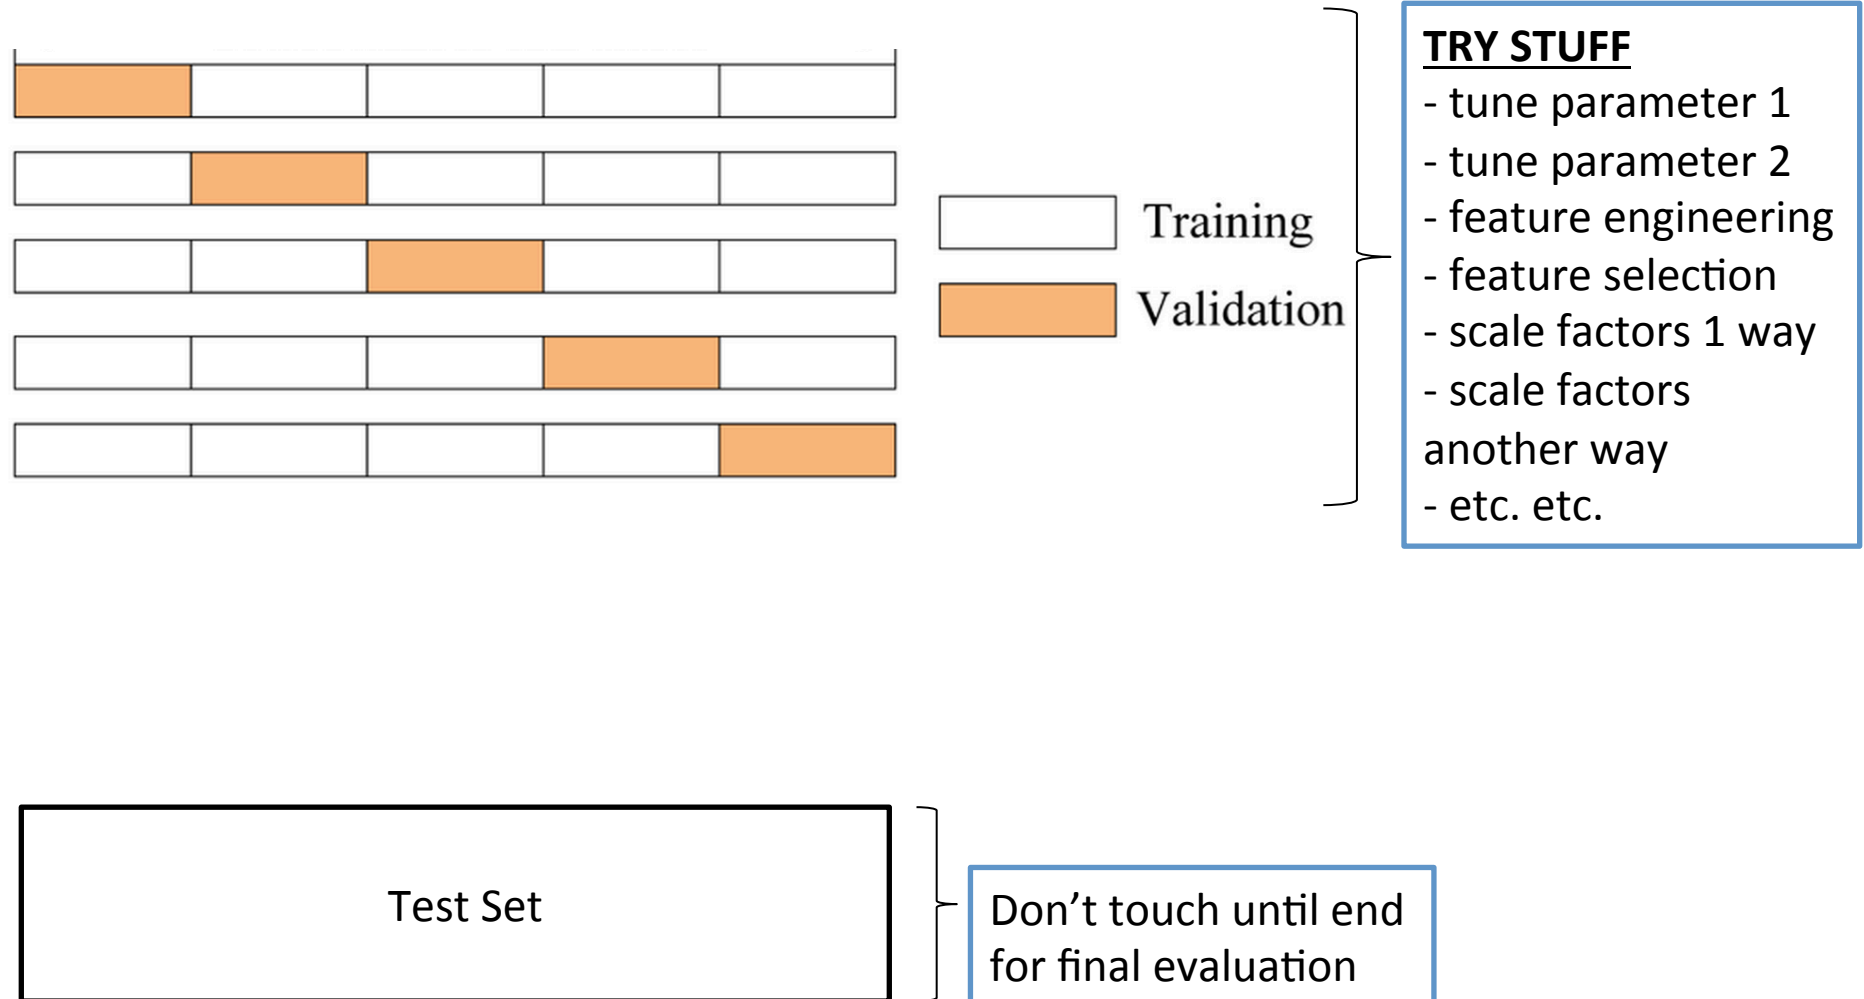 Training
Validation
TRY STUFF
- tune parameter 1
- tune parameter 2
- feature engineering
- feature selection
- scale factors 1 way
- scale factors
another way
- etc. etc.
Test Set
Don’t touch until end
for final evaluation